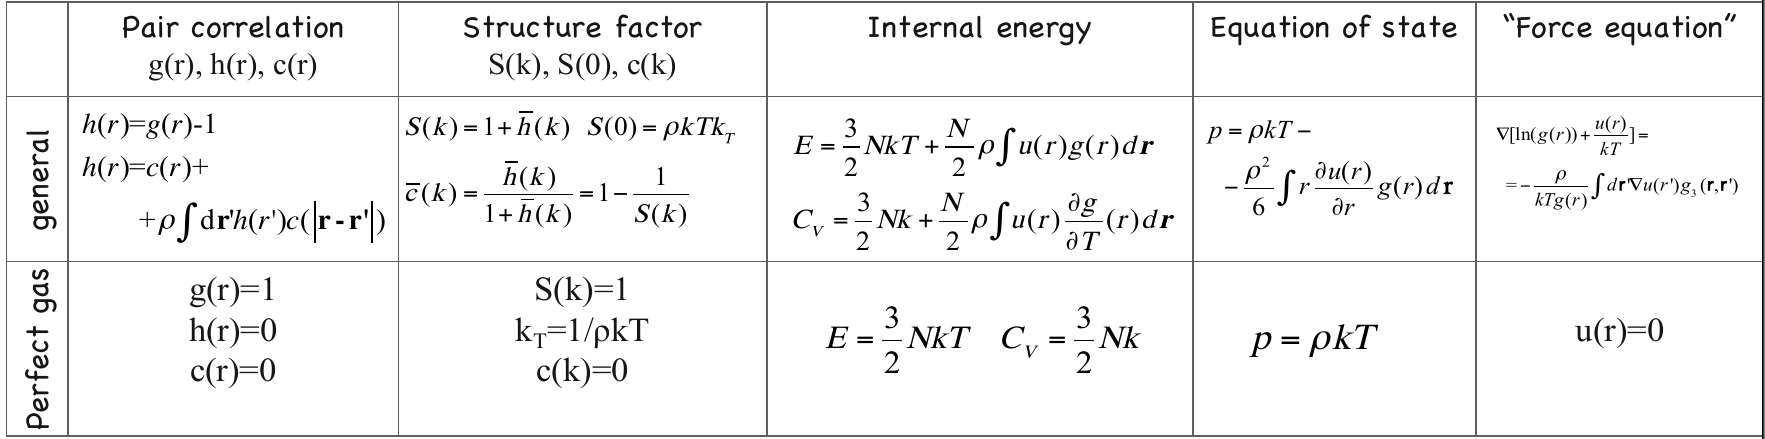 Pair correlation
g(r), h(r), c(r)
Structure factor
S(k), S(0), c(k)
Internal energy
Equation of state
“Force equation”
general
h(r)=g(r)-1
h(r)=c(r)+
+ρ∫dr'h(r')c(|r - r'|)
S(k) = 1 + h̅(k)   S(0) = ρkTk_T
c̅(k) = h̅(k) / (1 + h̅(k)) = 1 − 1 / S(k)
E = 3/2 NkT + N/2 ρ∫u(r)g(r)dr
C_V = 3/2 Nk + N/2 ρ∫u(r) ∂g/∂T (r)dr
p = ρkT −
− ρ²/6 ∫ r ∂u(r)/∂r g(r)dr
∇[ln(g(r)) + u(r)/kT] =
= − ρ/kTg(r) ∫dr'∇u(r')g₃(r,r')
Perfect gas
g(r)=1
h(r)=0
c(r)=0
S(k)=1
k_T=1/ρkT
c(k)=0
E = 3/2 NkT   C_V = 3/2 Nk
p = ρkT
u(r)=0